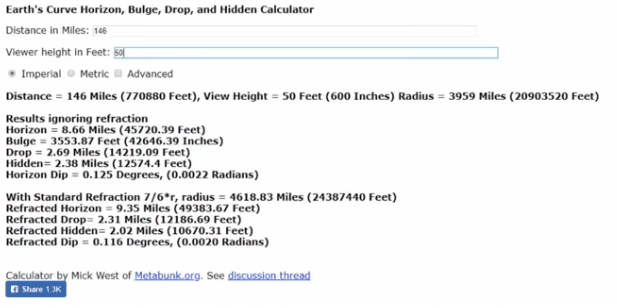 Earth's Curve Horizon, Bulge, Drop, and Hidden Calculator
Distance in Miles: 146
Viewer height in Feet: 50
Imperial Metric Advanced
Distance = 146 Miles (770880 Feet), View Height = 50 Feet (600 Inches) Radius = 3959 Miles (20903520 Feet)
Results ignoring refraction
Horizon = 8.66 Miles (45720.39 Feet)
Bulge = 3553.87 Feet (42646.39 Inches)
Drop = 2.69 Miles (14219.09 Feet)
Hidden= 2.38 Miles (12574.4 Feet)
Horizon Dip = 0.125 Degrees, (0.0022 Radians)
With Standard Refraction 7/6*r, radius = 4618.83 Miles (24387440 Feet)
Refracted Horizon = 9.35 Miles (49383.67 Feet)
Refracted Drop= 2.31 Miles (12186.69 Feet)
Refracted Hidden= 2.02 Miles (10670.31 Feet)
Refracted Dip = 0.116 Degrees, (0.0020 Radians)
Calculator by Mick West of Metabunk.org. See discussion thread
Share 1.3K